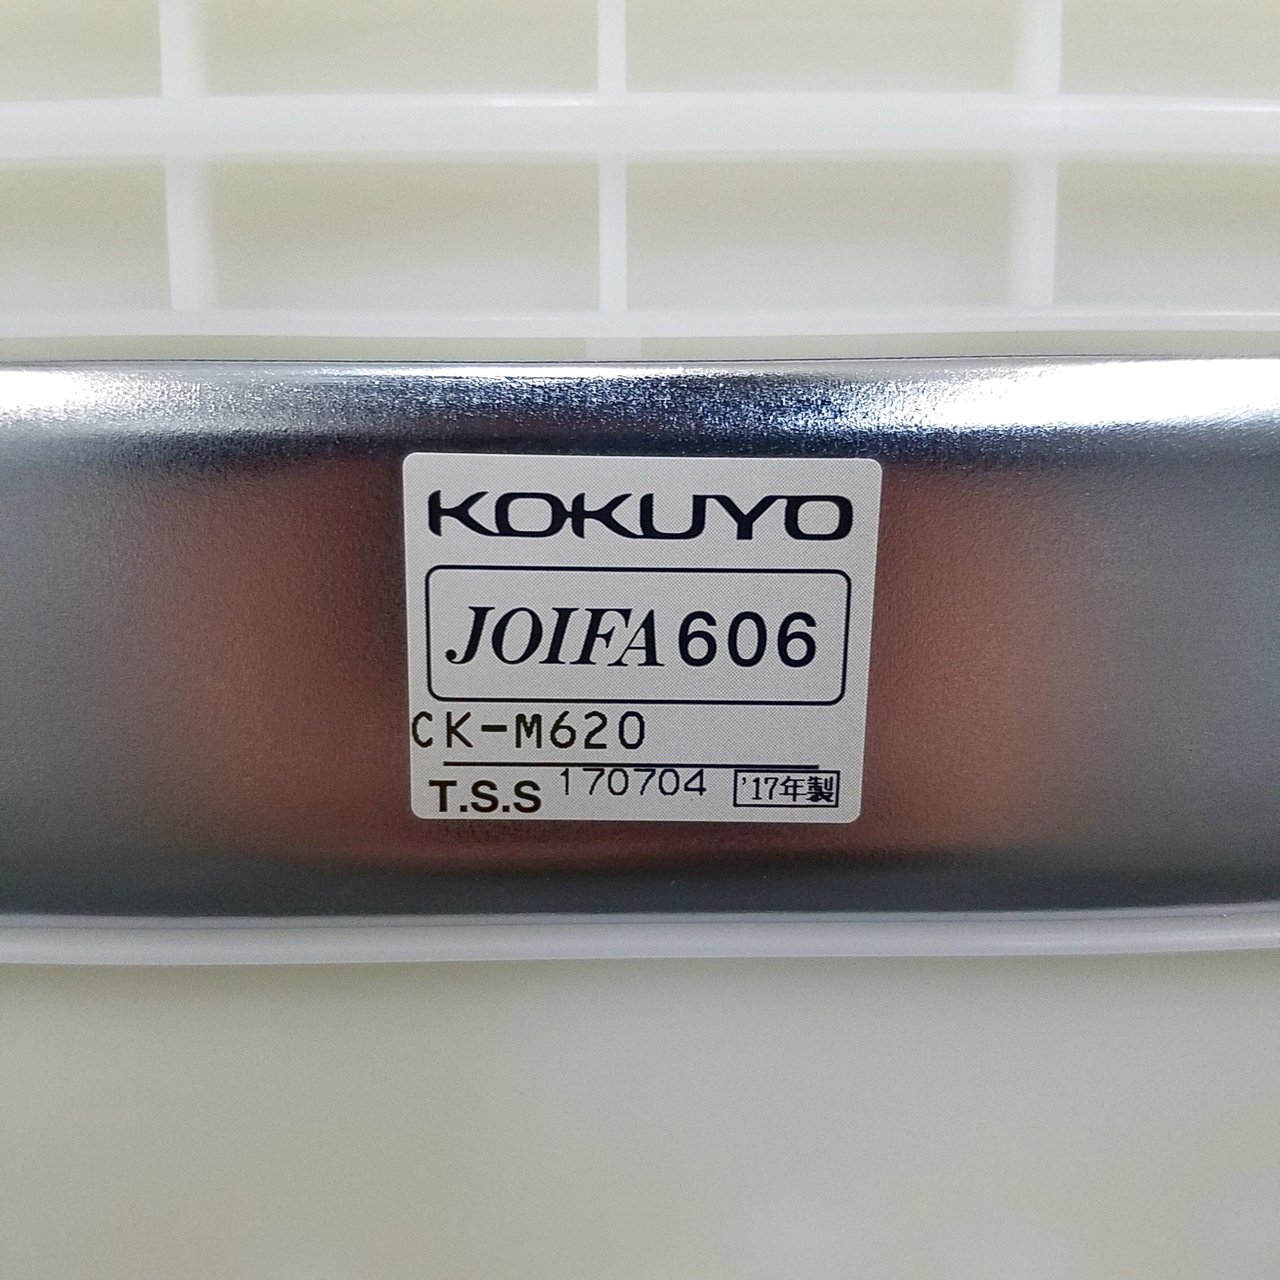 KOKUYO
JOIFA 606
CK-M620
T.S.S 170704 '17年製